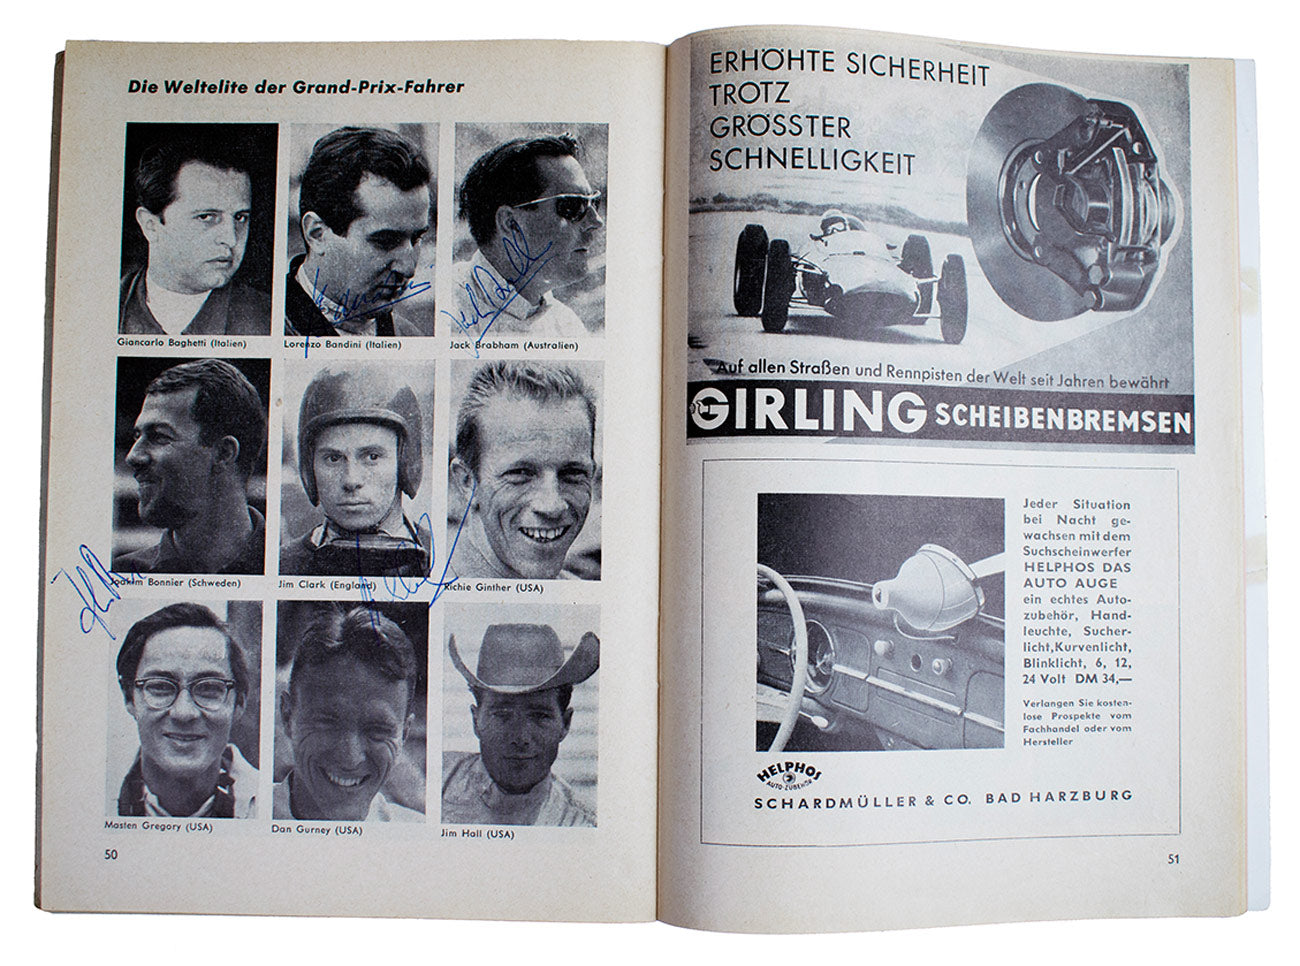 Die Weltelite der Grand-Prix-Fahrer
Giancarlo Baghetti (Italien)
Lorenzo Bandini (Italien)
Jack Brabham (Australien)
Joakim Bonnier (Schweden)
Jim Clark (England)
Richie Ginther (USA)
Masten Gregory (USA)
Dan Gurney (USA)
Jim Hall (USA)
50
ERHÖHTE SICHERHEIT
TROTZ
GRÖSSTER
SCHNELLIGKEIT
Auf allen Straßen und Rennpisten der Welt seit Jahren bewährt
GIRLING SCHEIBENBREMSEN
Jeder Situation
bei Nacht ge-
wachsen mit dem
Suchscheinwerfer
HELPHOS DAS
AUTO AUGE
ein echtes Auto-
zubehör, Hand-
leuchte, Sucher-
licht, Kurvenlicht,
Blinklicht, 6, 12,
24 Volt DM 34,—
Verlangen Sie kosten-
lose Prospekte vom
Fachhandel oder vom
Hersteller
HELPHOS
AUTO-ZUBEHÖR
SCHARDMÜLLER & CO. BAD HARZBURG
51